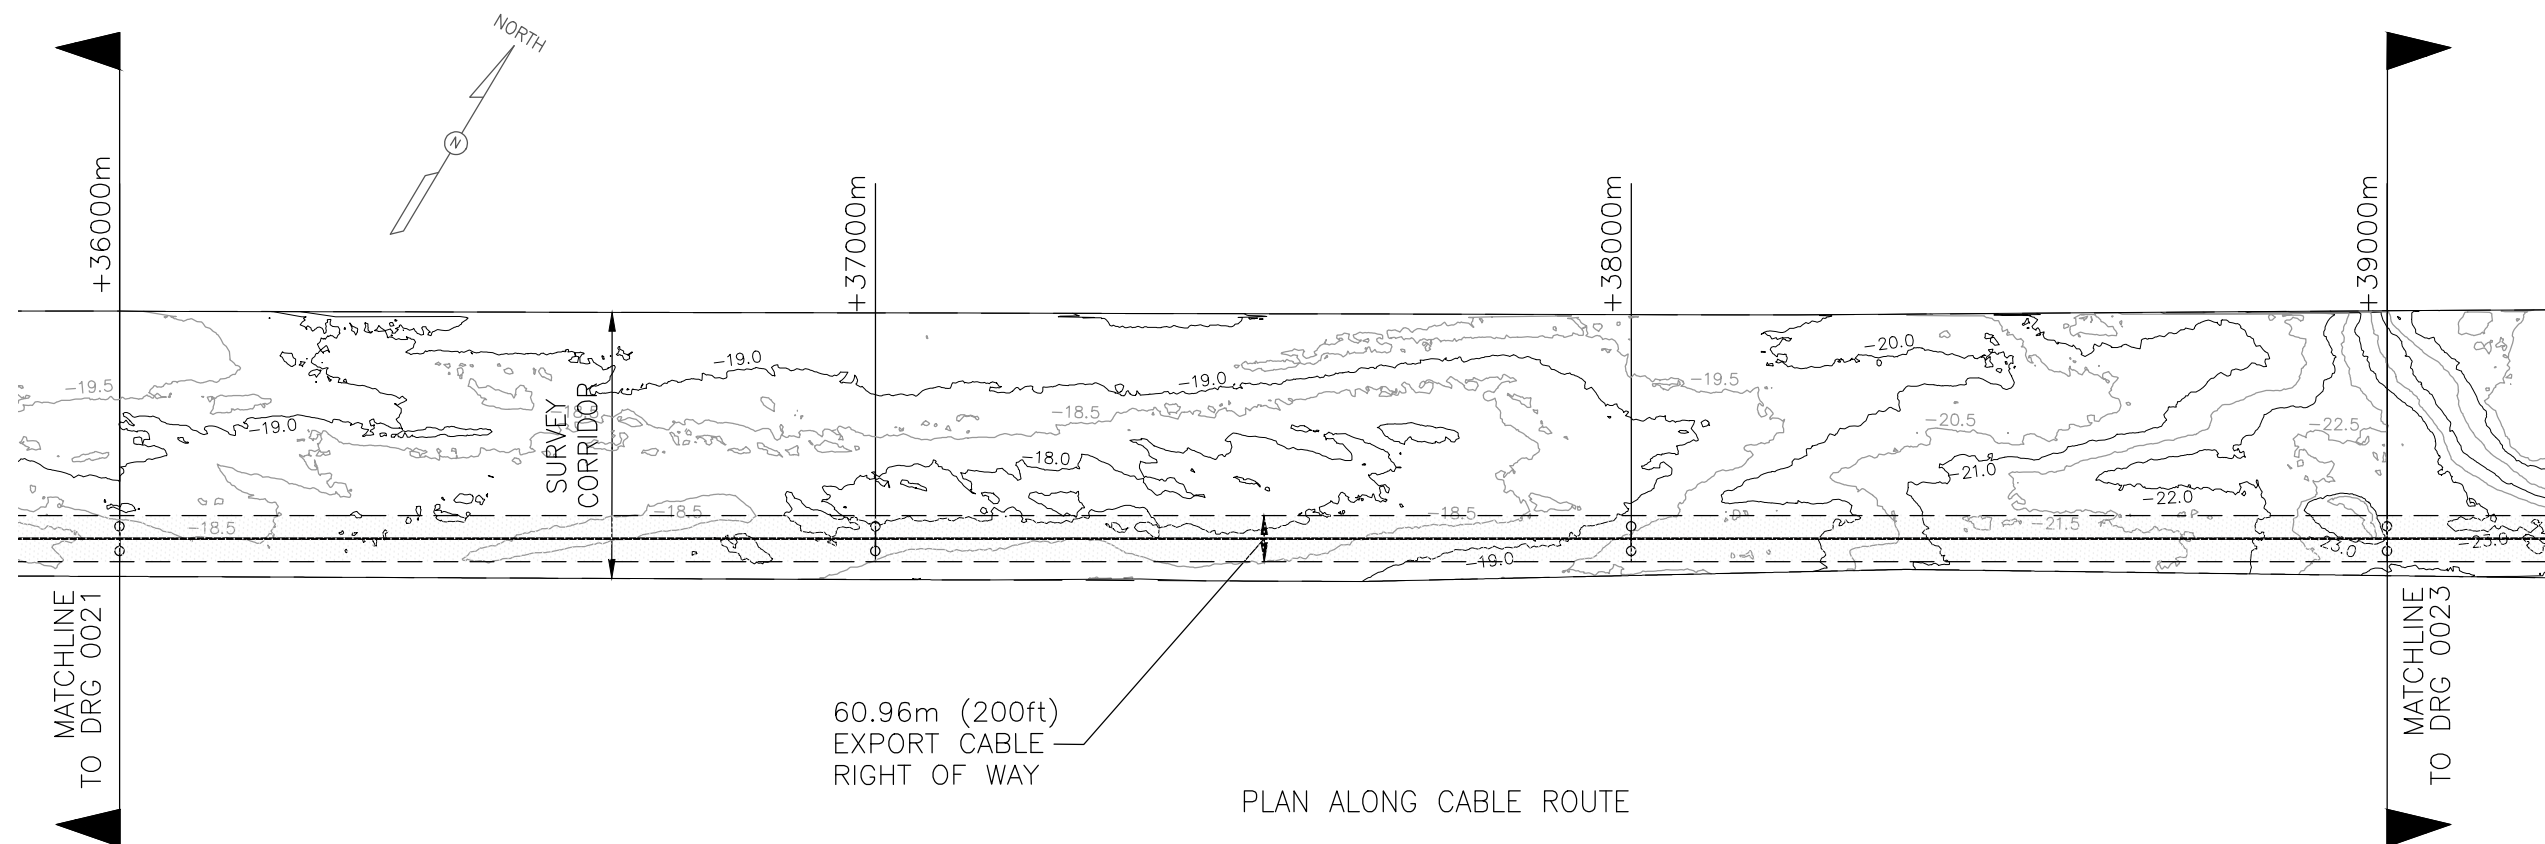 NORTH
N
+36000m
+37000m
+38000m
+39000m
-19.5
-19.0
-18.5
SURVEY
CORRIDOR
-18.5
-19.0
-18.5
-18.0
-19.0
-18.5
-19.0
-19.5
-20.0
-20.5
-21.0
-21.5
-22.0
-22.5
-23.0
-23.0
MATCHLINE
TO DRG 0021
60.96m (200ft)
EXPORT CABLE
RIGHT OF WAY
PLAN ALONG CABLE ROUTE
MATCHLINE
TO DRG 0023